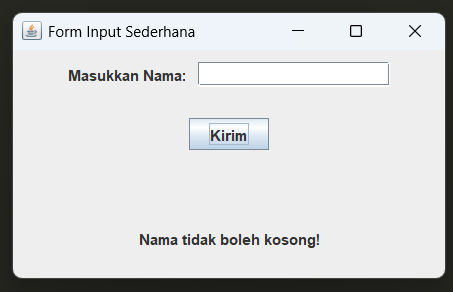 Form Input Sederhana
Masukkan Nama:
Kirim
Nama tidak boleh kosong!